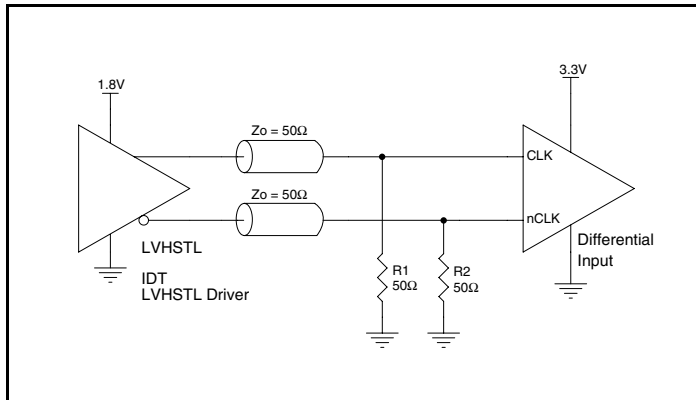 1.8V
3.3V
Zo = 50Ω
CLK
Zo = 50Ω
nCLK
LVHSTL
IDT
LVHSTL Driver
R1
50Ω
R2
50Ω
Differential
Input